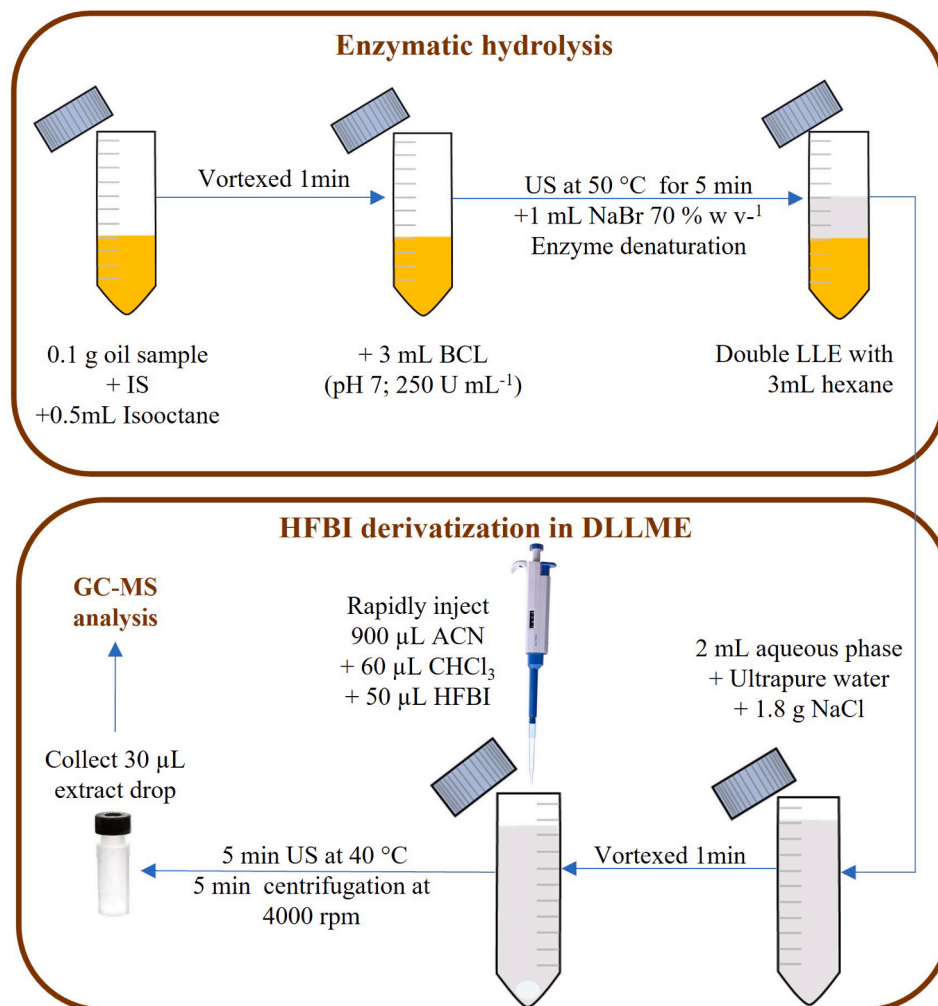 Enzymatic hydrolysis
Vortexed 1min
US at 50 °C for 5 min
+1 mL NaBr 70 % w v-¹
Enzyme denaturation
0.1 g oil sample
+ IS
+0.5mL Isooctane
+ 3 mL BCL
(pH 7; 250 U mL⁻¹)
Double LLE with
3mL hexane
HFBI derivatization in DLLME
GC-MS
analysis
Rapidly inject
900 µL ACN
+ 60 µL CHCl₃
+ 50 µL HFBI
2 mL aqueous phase
+ Ultrapure water
+ 1.8 g NaCl
Collect 30 µL
extract drop
5 min US at 40 °C
5 min centrifugation at
4000 rpm
Vortexed 1min